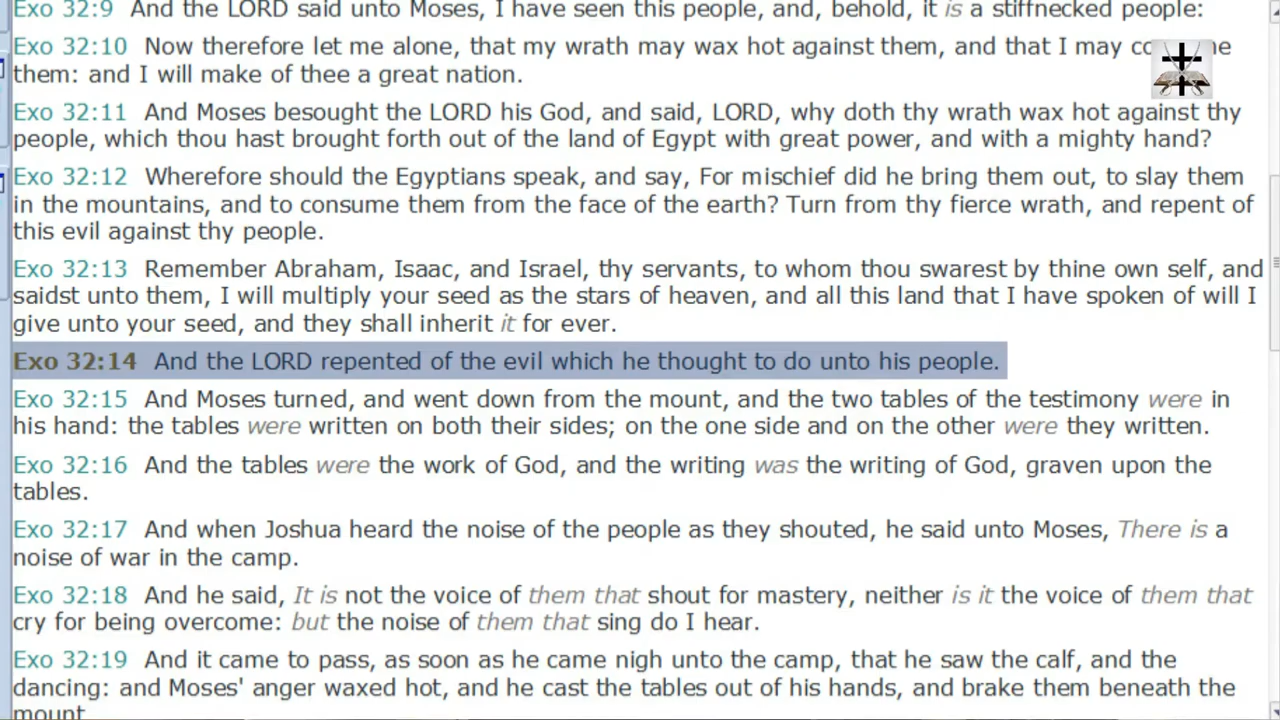 Exo 32:9 And the LORD said unto Moses, I have seen this people, and, behold, it is a stiffnecked people:
Exo 32:10 Now therefore let me alone, that my wrath may wax hot against them, and that I may
them: and I will make of thee a great nation.
Exo 32:11 And Moses besought the LORD his God, and said, LORD, why doth thy wrath wax hot against thy
people, which thou hast brought forth out of the land of Egypt with great power, and with a mighty hand?
Exo 32:12 Wherefore should the Egyptians speak, and say, For mischief did he bring them out, to slay them
in the mountains, and to consume them from the face of the earth? Turn from thy fierce wrath, and repent of
this evil against thy people.
Exo 32:13 Remember Abraham, Isaac, and Israel, thy servants, to whom thou swarest by thine own self, and
saidst unto them, I will multiply your seed as the stars of heaven, and all this land that I have spoken of will I
give unto your seed, and they shall inherit it for ever.
Exo 32:14 And the LORD repented of the evil which he thought to do unto his people.
Exo 32:15 And Moses turned, and went down from the mount, and the two tables of the testimony were in
his hand: the tables were written on both their sides; on the one side and on the other were they written.
Exo 32:16 And the tables were the work of God, and the writing was the writing of God, graven upon the
tables.
Exo 32:17 And when Joshua heard the noise of the people as they shouted, he said unto Moses, There is a
noise of war in the camp.
Exo 32:18 And he said, It is not the voice of them that shout for mastery, neither is it the voice of them that
cry for being overcome: but the noise of them that sing do I hear.
Exo 32:19 And it came to pass, as soon as he came nigh unto the camp, that he saw the calf, and the
dancing: and Moses' anger waxed hot, and he cast the tables out of his hands, and brake them beneath the
mount.